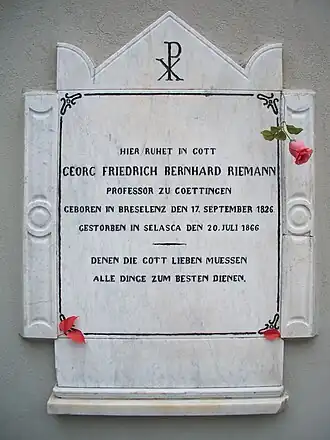 HIER RUHET IN GOTT
GEORG FRIEDRICH BERNHARD RIEMANN
PROFESSOR ZU GOETTINGEN
GEBOREN IN BRESELENZ DEN 17. SEPTEMBER 1826
GESTORBEN IN SELASCA DEN 20. JULI 1866
DENEN DIE GOTT LIEBEN MUESSEN
ALLE DINGE ZUM BESTEN DIENEN.